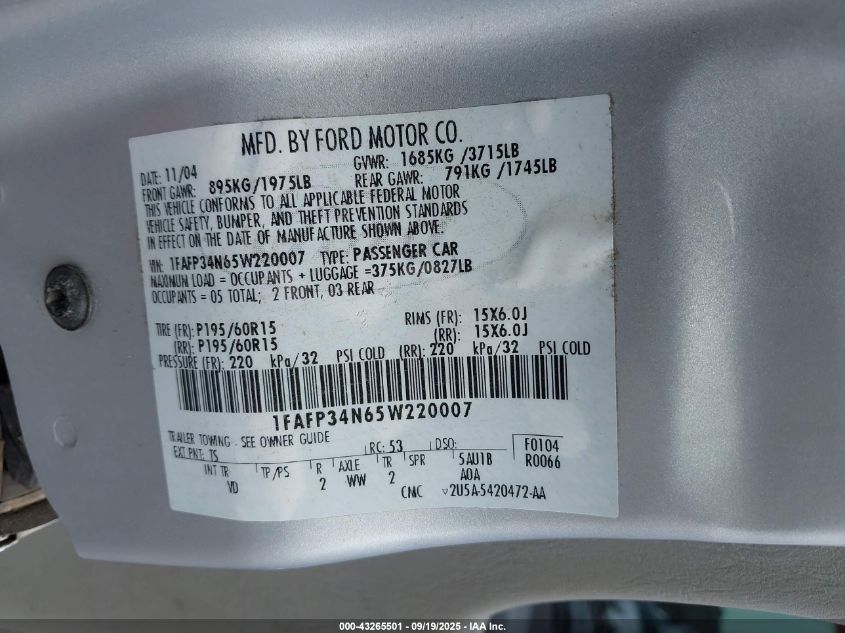 MFD. BY FORD MOTOR CO.
DATE: 11/04 GVWR: 1685KG /3715LB
FRONT GAWR: 895KG/1975LB REAR GAWR: 791KG /1745LB
THIS VEHICLE CONFORMS TO ALL APPLICABLE FEDERAL MOTOR
VEHICLE SAFETY, BUMPER, AND THEFT PREVENTION STANDARDS
IN EFFECT ON THE DATE OF MANUFACTURE SHOWN ABOVE.
VIN: 1FAFP34N65W220007 TYPE: PASSENGER CAR
MAXIMUM LOAD = OCCUPANTS + LUGGAGE =375KG/0827LB
OCCUPANTS = 05 TOTAL; 2 FRONT, 03 REAR
TIRE (FR): P195/60R15 RIMS (FR): 15X6.0J
(RR): P195/60R15 (RR): 15X6.0J
PRESSURE (FR): 220 kPa/32 PSI COLD (RR): 220 kPa/32 PSI COLD
1FAFP34N65W220007
TRAILER TOWING - SEE OWNER GUIDE
EXT PNT: TS RC: 53 DSO: F0104
INT TR TP/PS R AXLE TR SPR 5AU1B R0066
VD 2 WW 2 A0A
CMC ▽2U5A-5420472-AA
000-43265501 - 09/19/2025 - IAA Inc.